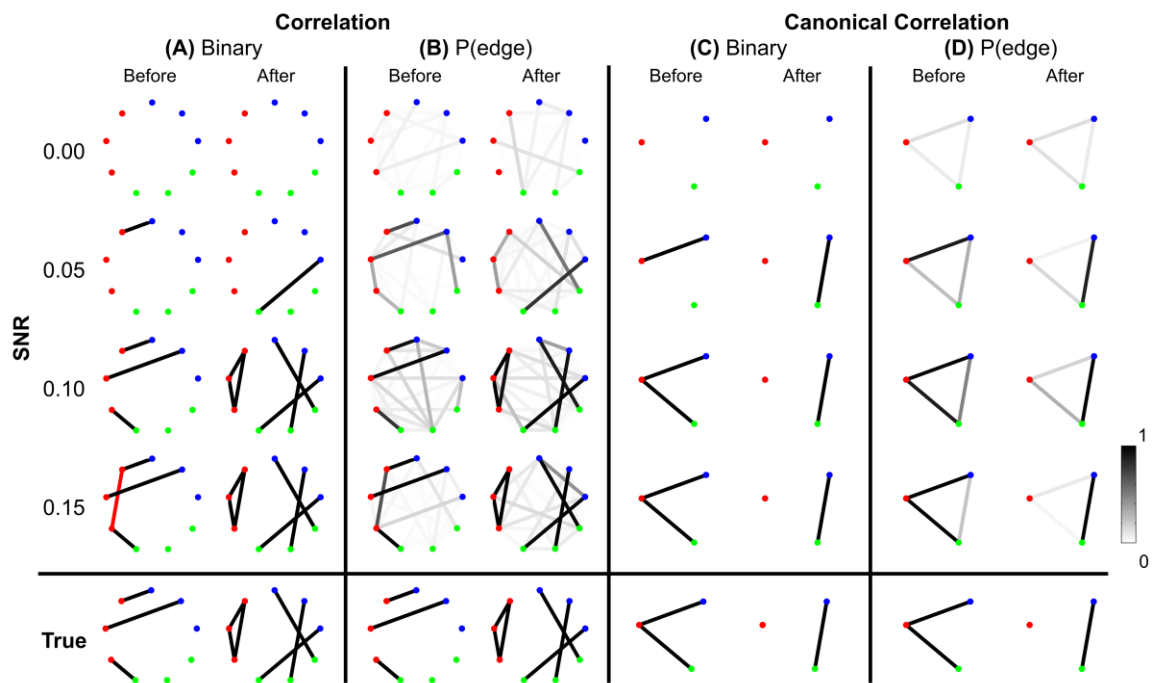 Correlation Canonical Correlation
(A) Binary (B) P(edge) (C) Binary (D) P(edge)
Before After Before After Before After Before After
0.00
0.05
SNR
0.10
0.15
1
0
True